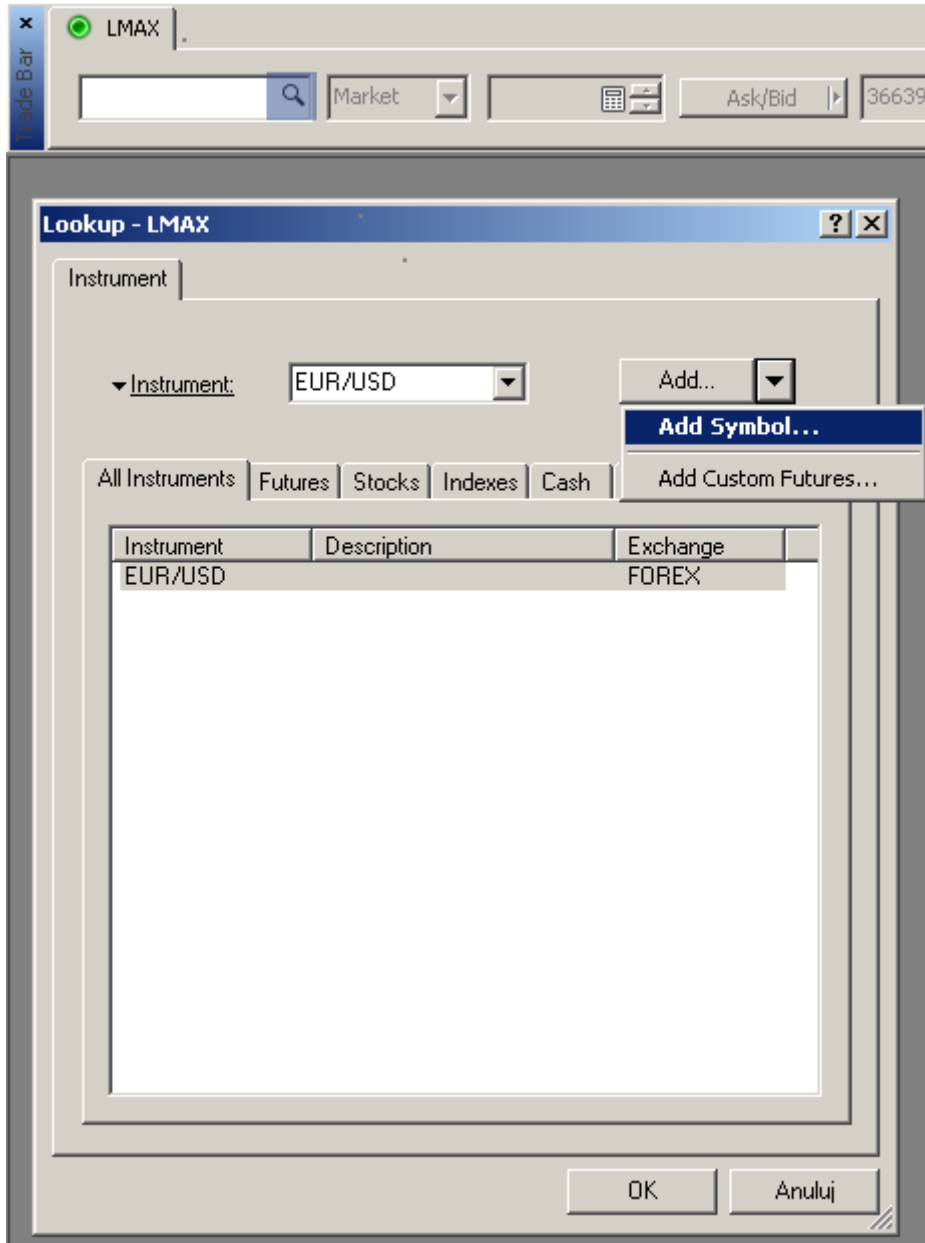 LMAX
Trade Bar
Market
Ask/Bid
36639
Lookup - LMAX
Instrument
Instrument:
EUR/USD
Add...
Add Symbol...
Add Custom Futures...
All Instruments Futures Stocks Indexes Cash
Instrument Description Exchange
EUR/USD FOREX
OK Anuluj